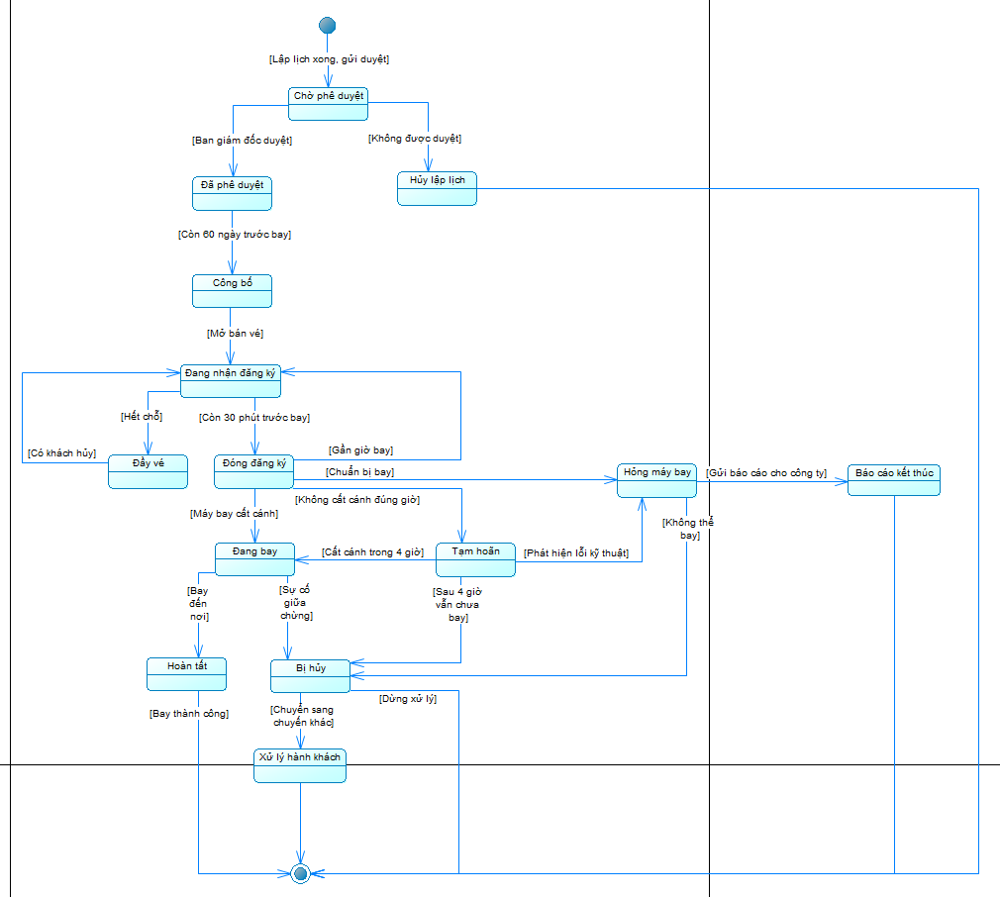 [Lập lịch xong, gửi duyệt]
Chờ phê duyệt
[Ban giám đốc duyệt]
[Không được duyệt]
Đã phê duyệt
Hủy lập lịch
[Còn 60 ngày trước bay]
Công bố
[Mở bán vé]
Đang nhận đăng ký
[Hết chỗ]
[Còn 30 phút trước bay]
[Có khách hủy]
[Gần giờ bay]
Đầy vé
Đóng đăng ký
[Chuẩn bị bay]
Hỏng máy bay
[Gửi báo cáo cho công ty]
Báo cáo kết thúc
[Không cất cánh đúng giờ]
[Máy bay cất cánh]
[Không thể
bay]
Đang bay
[Cất cánh trong 4 giờ]
Tạm hoãn
[Phát hiện lỗi kỹ thuật]
[Bay
đến
nơi]
[Sự cố
giữa
chừng]
[Sau 4 giờ
vẫn chưa
bay]
Hoàn tất
Bị hủy
[Dừng xử lý]
[Bay thành công]
[Chuyển sang
chuyến khác]
Xử lý hành khách